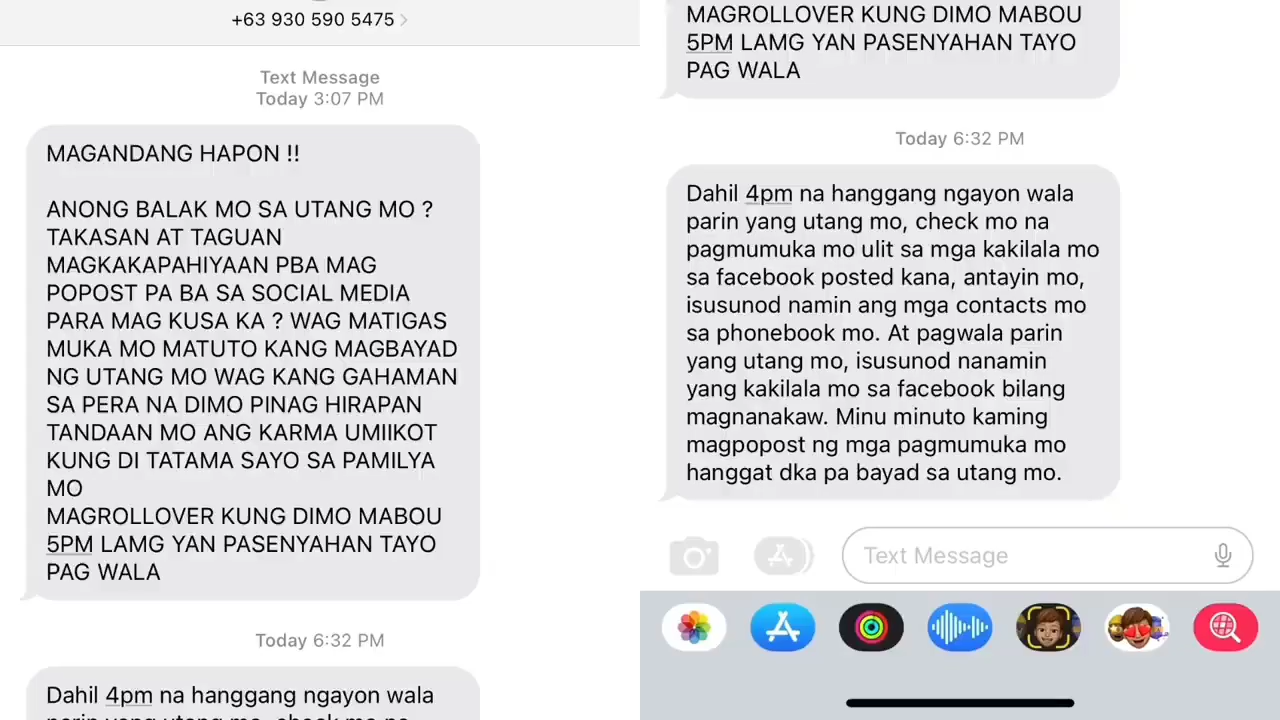 +63 930 590 5475
Text Message
Today 3:07 PM
MAGANDANG HAPON !!
ANONG BALAK MO SA UTANG MO ?
TAKASAN AT TAGUAN
MAGKAKAPAHIYAAN PBA MAG
POPOST PA BA SA SOCIAL MEDIA
PARA MAG KUSA KA ? WAG MATIGAS
MUKA MO MATUTO KANG MAGBAYAD
NG UTANG MO WAG KANG GAHAMAN
SA PERA NA DIMO PINAG HIRAPAN
TANDAAN MO ANG KARMA UMIIKOT
KUNG DI TATAMA SAYO SA PAMILYA
MO
MAGROLLOVER KUNG DIMO MABOU
5PM LAMG YAN PASENYAHAN TAYO
PAG WALA
Today 6:32 PM
Dahil 4pm na hanggang ngayon wala
MAGROLLOVER KUNG DIMO MABOU
5PM LAMG YAN PASENYAHAN TAYO
PAG WALA
Today 6:32 PM
Dahil 4pm na hanggang ngayon wala
parin yang utang mo, check mo na
pagmumuka mo ulit sa mga kakilala mo
sa facebook posted kana, antayin mo,
isusunod namin ang mga contacts mo
sa phonebook mo. At pagwala parin
yang utang mo, isusunod nanamin
yang kakilala mo sa facebook bilang
magnanakaw. Minu minuto kaming
magpopost ng mga pagmumuka mo
hanggat dka pa bayad sa utang mo.
Text Message